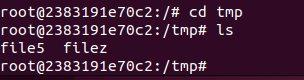 root@2383191e70c2:/# cd tmp
root@2383191e70c2:/tmp# ls
file5  filez
root@2383191e70c2:/tmp#